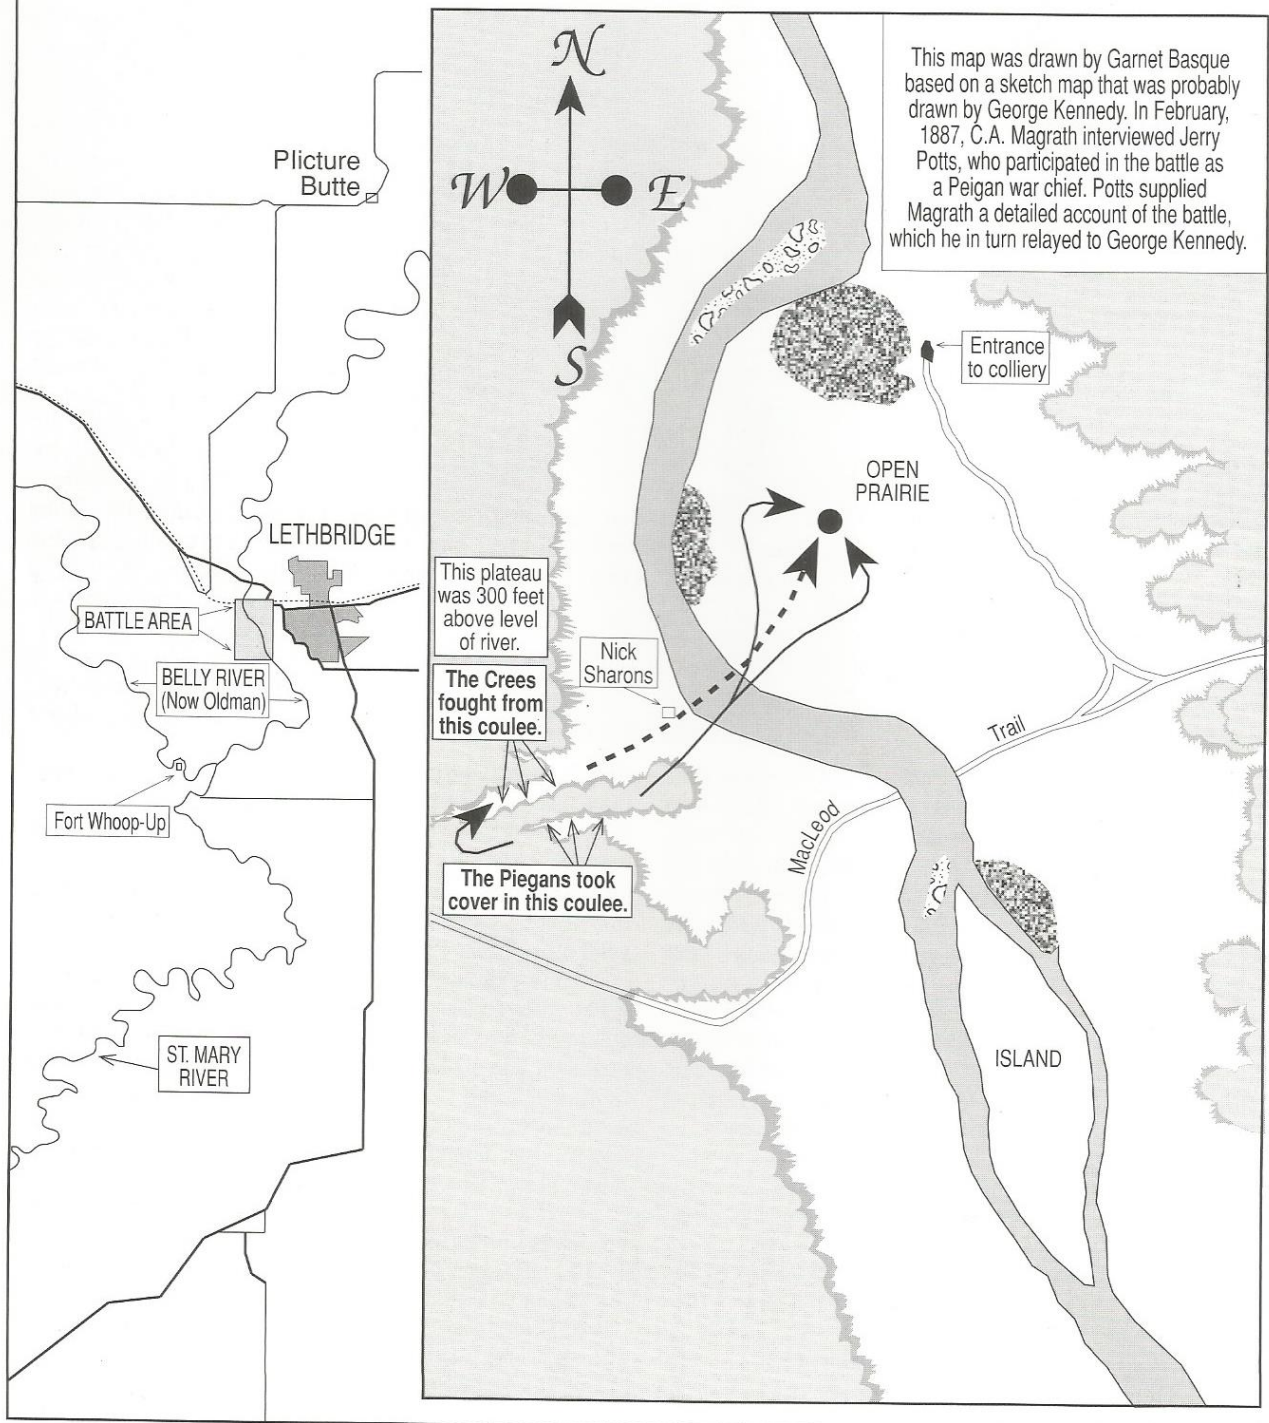 Plicture
Butte
LETHBRIDGE
BATTLE AREA
BELLY RIVER
(Now Oldman)
Fort Whoop-Up
ST. MARY
RIVER
N
W
E
S
This map was drawn by Garnet Basque
based on a sketch map that was probably
drawn by George Kennedy. In February,
1887, C.A. Magrath interviewed Jerry
Potts, who participated in the battle as
a Peigan war chief. Potts supplied
Magrath a detailed account of the battle,
which he in turn relayed to George Kennedy.
Entrance
to colliery
OPEN
PRAIRIE
This plateau
was 300 feet
above level
of river.
Nick
Sharons
The Crees
fought from
this coulee.
The Piegans took
cover in this coulee.
MacLeod
Trail
ISLAND